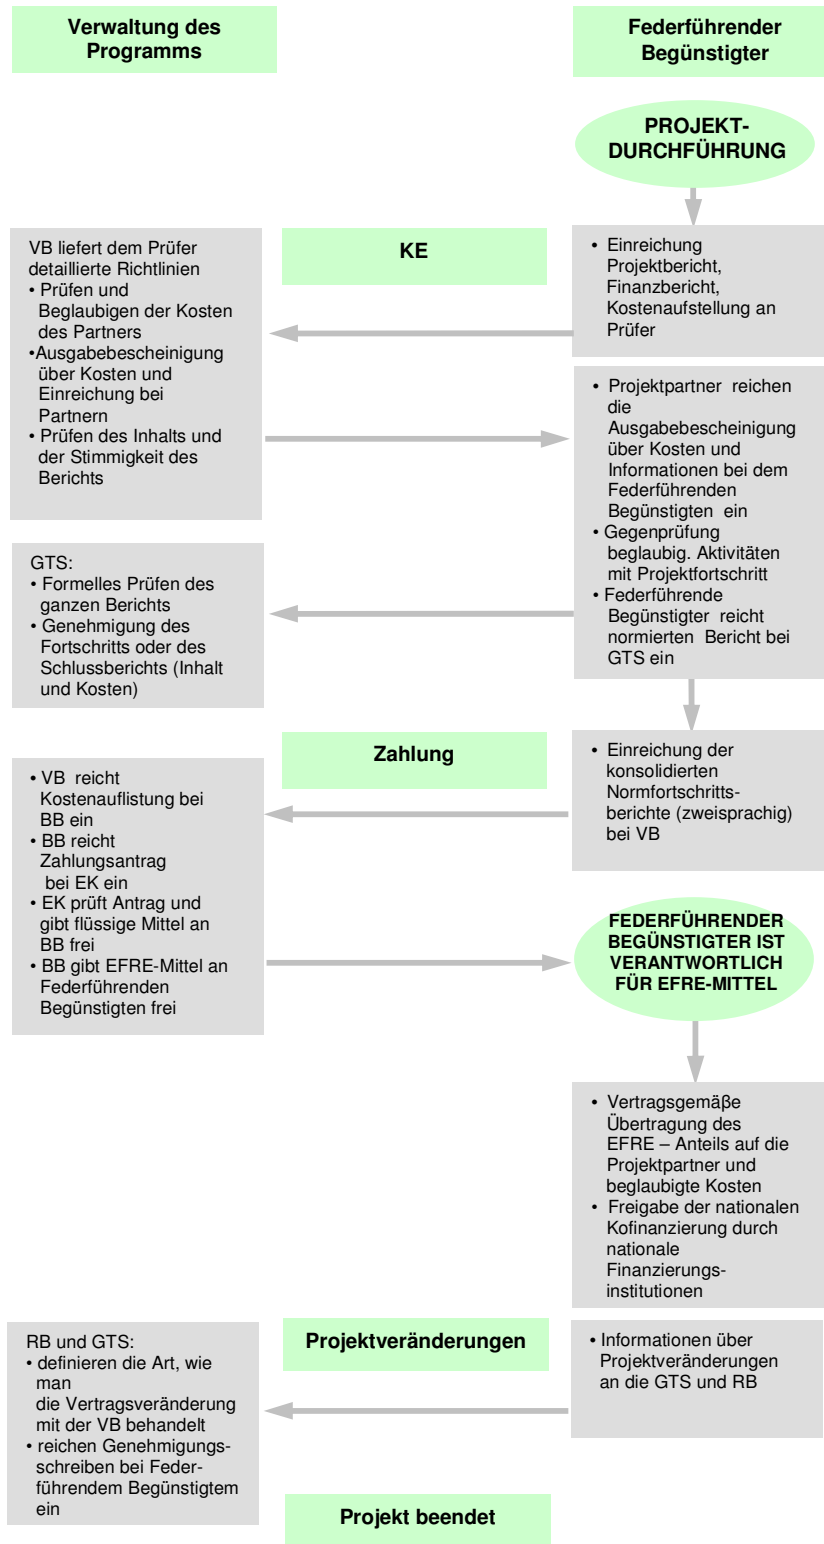 Verwaltung des
Programms
Federführender
Begünstigter
PROJEKT-
DURCHFÜHRUNG
KE
VB liefert dem Prüfer
detaillierte Richtlinien
• Prüfen und
Beglaubigen der Kosten
des Partners
•Ausgabebescheinigung
über Kosten und
Einreichung bei
Partnern
• Prüfen des Inhalts und
der Stimmigkeit des
Berichts
• Einreichung
Projektbericht,
Finanzbericht,
Kostenaufstellung an
Prüfer
• Projektpartner reichen
die
Ausgabebescheinigung
über Kosten und
Informationen bei dem
Federführenden
Begünstigten ein
• Gegenprüfung
beglaubig. Aktivitäten
mit Projektfortschritt
• Federführende
Begünstigter reicht
normierten Bericht bei
GTS ein
GTS:
• Formelles Prüfen des
ganzen Berichts
• Genehmigung des
Fortschritts oder des
Schlussberichts (Inhalt
und Kosten)
Zahlung
• Einreichung der
konsolidierten
Normfortschritts-
berichte (zweisprachig)
bei VB
• VB reicht
Kostenauflistung bei
BB ein
• BB reicht
Zahlungsantrag
bei EK ein
• EK prüft Antrag und
gibt flüssige Mittel an
BB frei
• BB gibt EFRE-Mittel an
Federführenden
Begünstigten frei
FEDERFÜHRENDER
BEGÜNSTIGTER IST
VERANTWORTLICH
FÜR EFRE-MITTEL
• Vertragsgemäβe
Übertragung des
EFRE – Anteils auf die
Projektpartner und
beglaubigte Kosten
• Freigabe der nationalen
Kofinanzierung durch
nationale
Finanzierungs-
institutionen
Projektveränderungen
RB und GTS:
• definieren die Art, wie
man
die Vertragsveränderung
mit der VB behandelt
• reichen Genehmigungs-
schreiben bei Feder-
führendem Begünstigtem
ein
• Informationen über
Projektveränderungen
an die GTS und RB
Projekt beendet